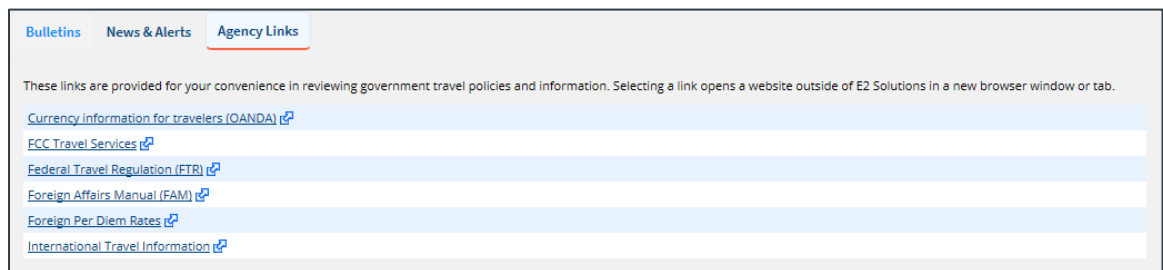 Bulletins News & Alerts Agency Links
These links are provided for your convenience in reviewing government travel policies and information. Selecting a link opens a website outside of E2 Solutions in a new browser window or tab.
Currency information for travelers (OANDA)
FCC Travel Services
Federal Travel Regulation (FTR)
Foreign Affairs Manual (FAM)
Foreign Per Diem Rates
International Travel Information